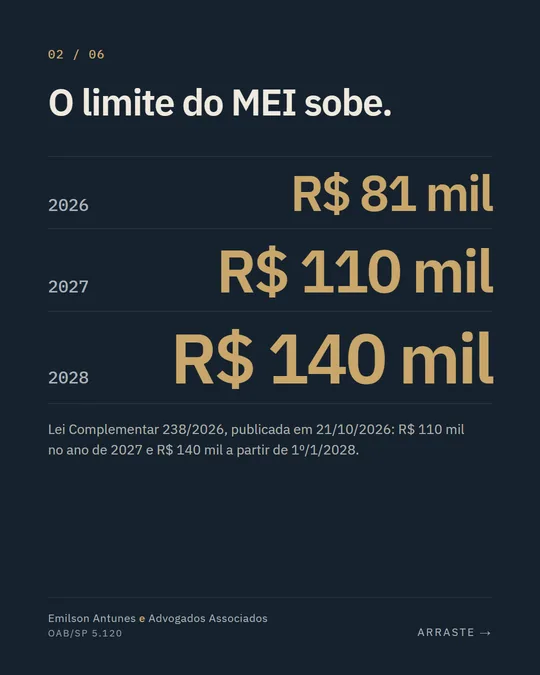 02 / 06
O limite do MEI sobe.
2026 R$ 81 mil
2027 R$ 110 mil
2028 R$ 140 mil
Lei Complementar 238/2026, publicada em 21/10/2026: R$ 110 mil
no ano de 2027 e R$ 140 mil a partir de 1º/1/2028.
Emilson Antunes e Advogados Associados
OAB/SP 5.120
ARRASTE →